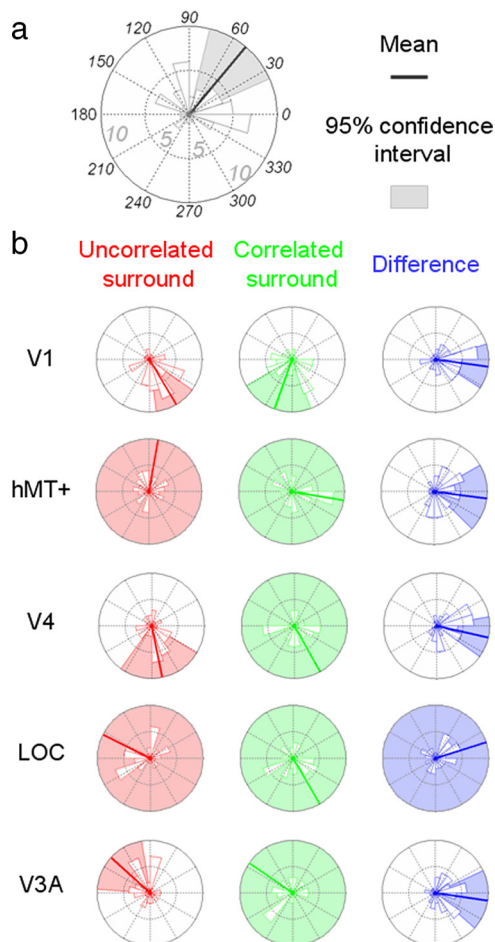 a
90
120
60
150
30
180
0
10
5
5
10
210
330
240
300
270
Mean
95% confidence
interval
b
Uncorrelated
surround
Correlated
surround
Difference
V1
hMT+
V4
LOC
V3A